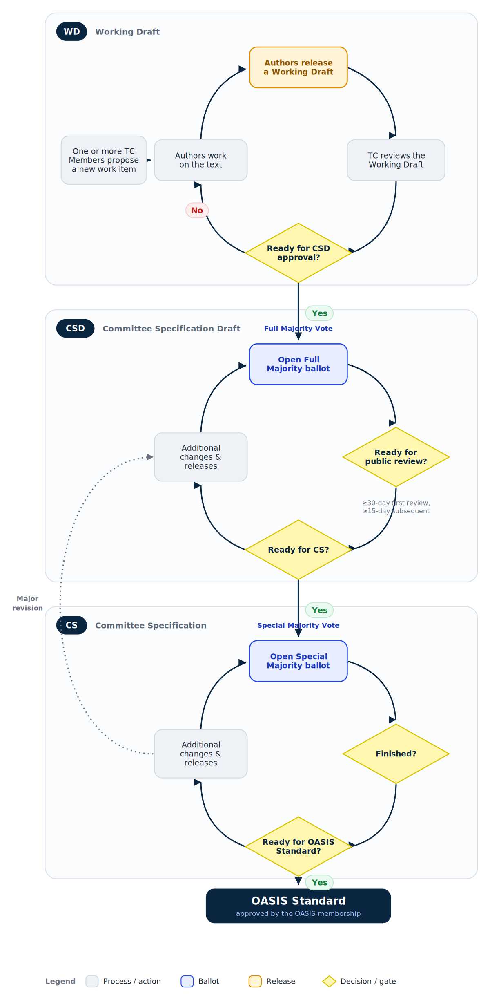 WD
Working Draft
Authors release
a Working Draft
One or more TC
Members propose
a new work item
Authors work
on the text
TC reviews the
Working Draft
No
Ready for CSD
approval?
Yes
CSD
Committee Specification Draft
Full Majority Vote
Open Full
Majority ballot
Additional
changes &
releases
Ready for
public review?
≥30-day first review,
≥15-day subsequent
Ready for CS?
Major
revision
Yes
CS
Committee Specification
Special Majority Vote
Open Special
Majority ballot
Additional
changes &
releases
Finished?
Ready for OASIS
Standard?
Yes
OASIS Standard
approved by the OASIS membership
Legend
Process / action
Ballot
Release
Decision / gate